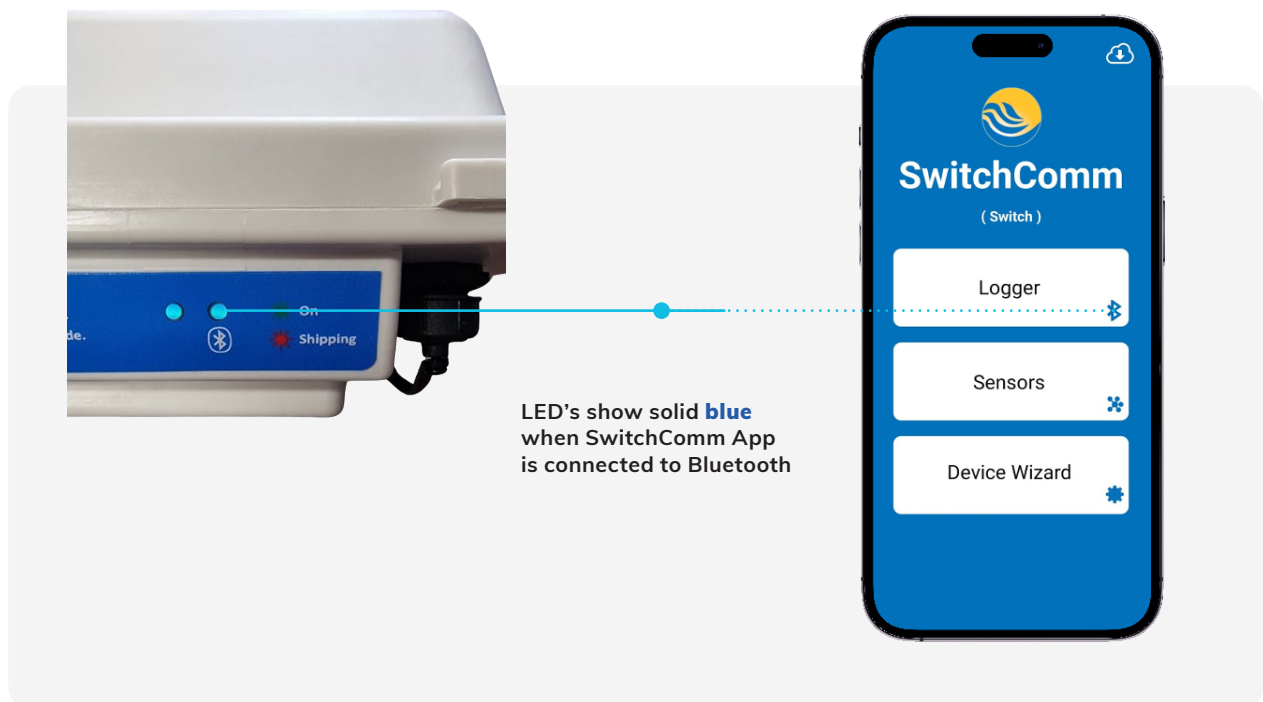 de.
On
Shipping
LED’s show solid blue
when SwitchComm App
is connected to Bluetooth
SwitchComm
( Switch )
Logger
Sensors
Device Wizard